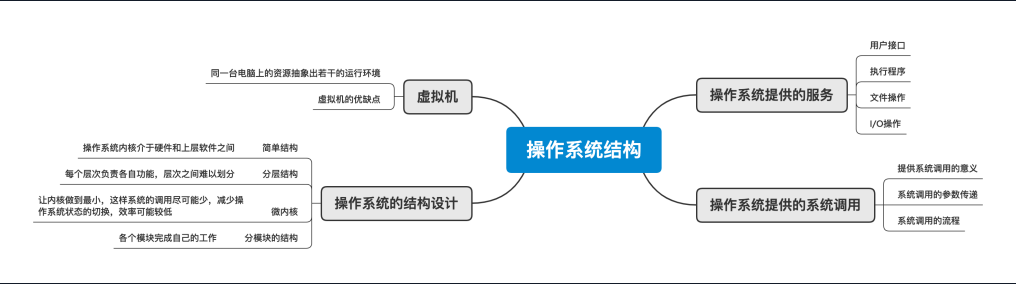 操作系统结构
操作系统提供的服务
用户接口
执行程序
文件操作
I/O操作
操作系统提供的系统调用
提供系统调用的意义
系统调用的参数传递
系统调用的流程
虚拟机
同一台电脑上的资源抽象出若干的运行环境
虚拟机的优缺点
操作系统的结构设计
简单结构
操作系统内核介于硬件和上层软件之间
分层结构
每个层次负责各自功能，层次之间难以划分
微内核
让内核做到最小，这样系统的调用尽可能少，减少操
作系统状态的切换，效率可能较低
分模块的结构
各个模块完成自己的工作